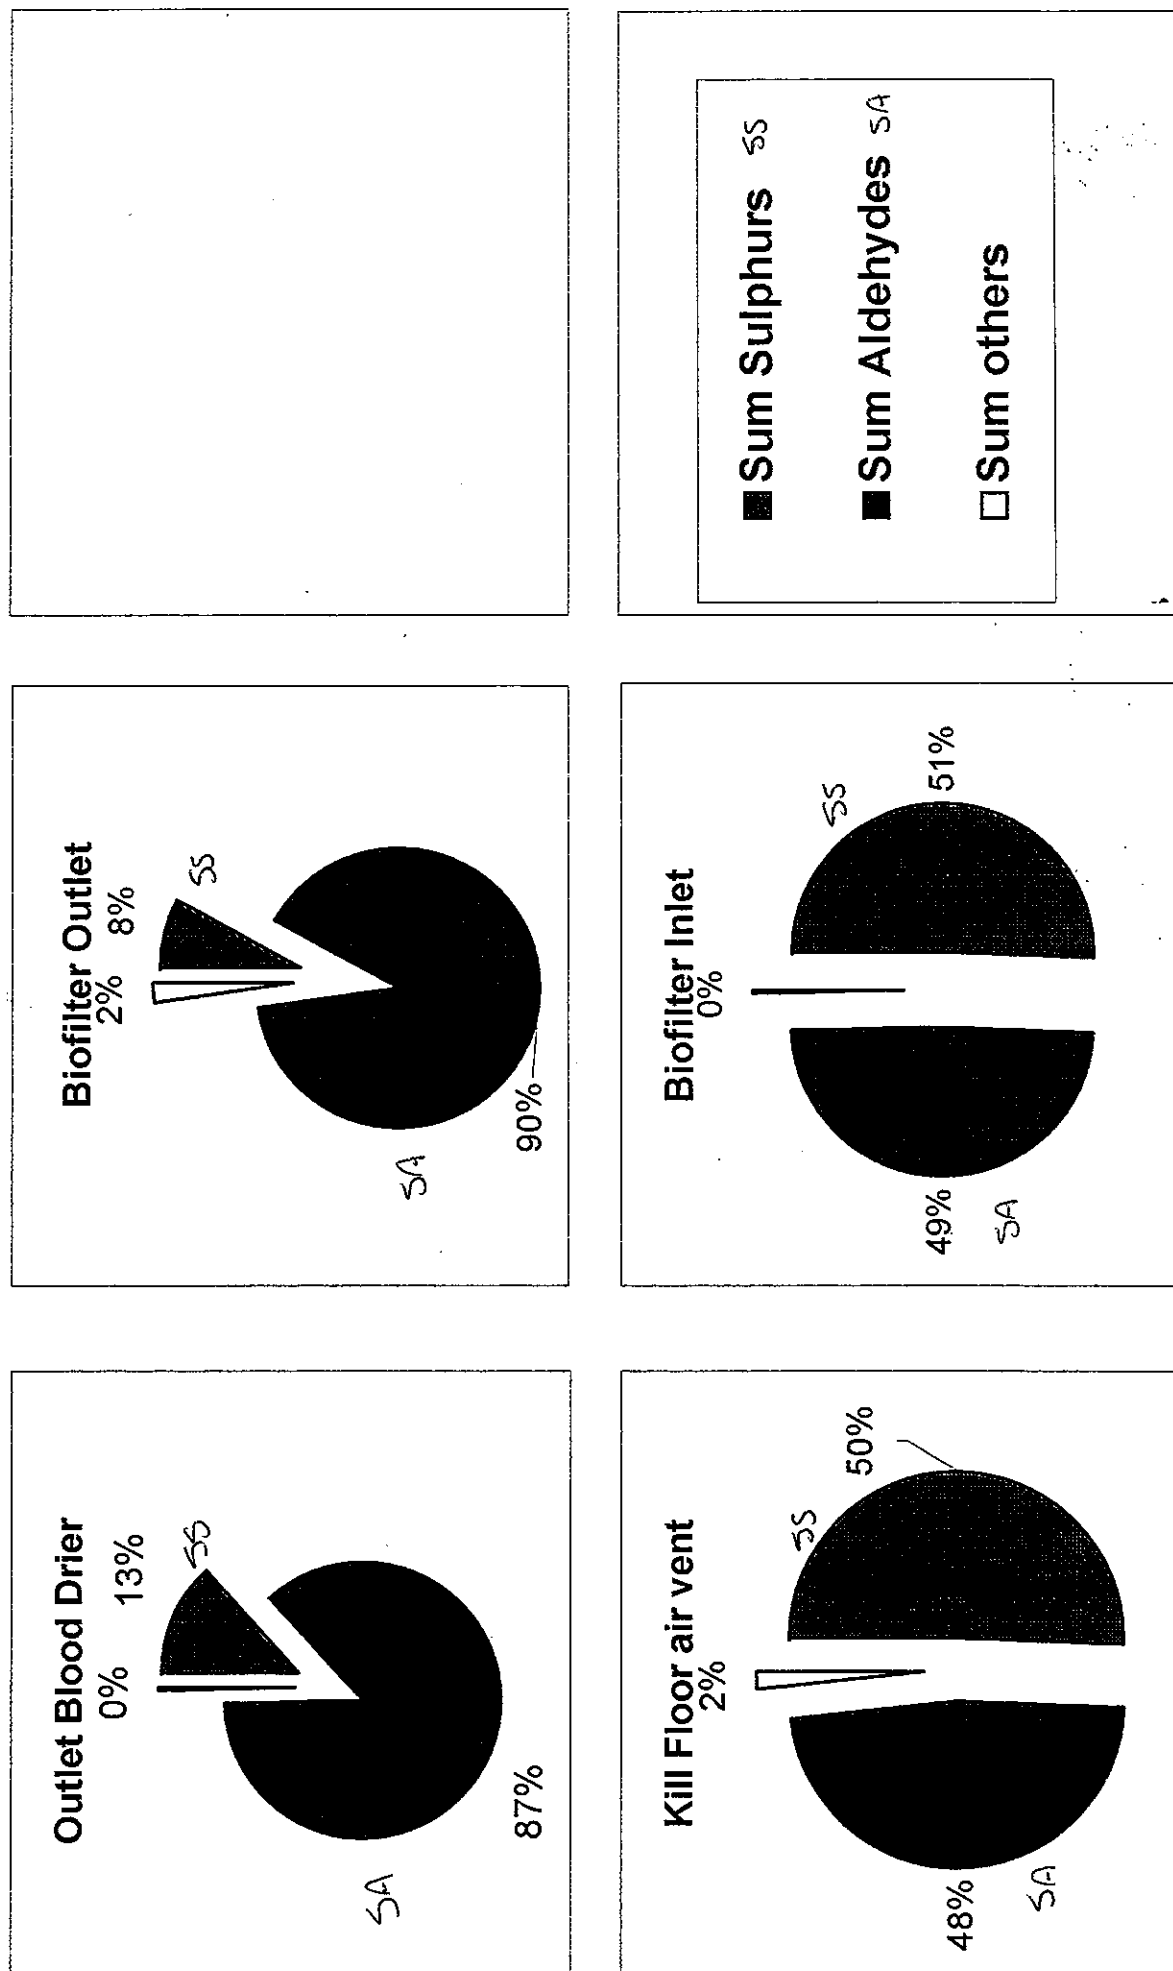 Outlet Blood Drier
0%
13%
SS
SA
87%
Biofilter Outlet
2%
8%
SS
SA
90%
Kill Floor air vent
2%
SS
50%
48%
SA
Biofilter Inlet
0%
SS
51%
49%
SA
Sum Sulphurs SS
Sum Aldehydes SA
Sum others